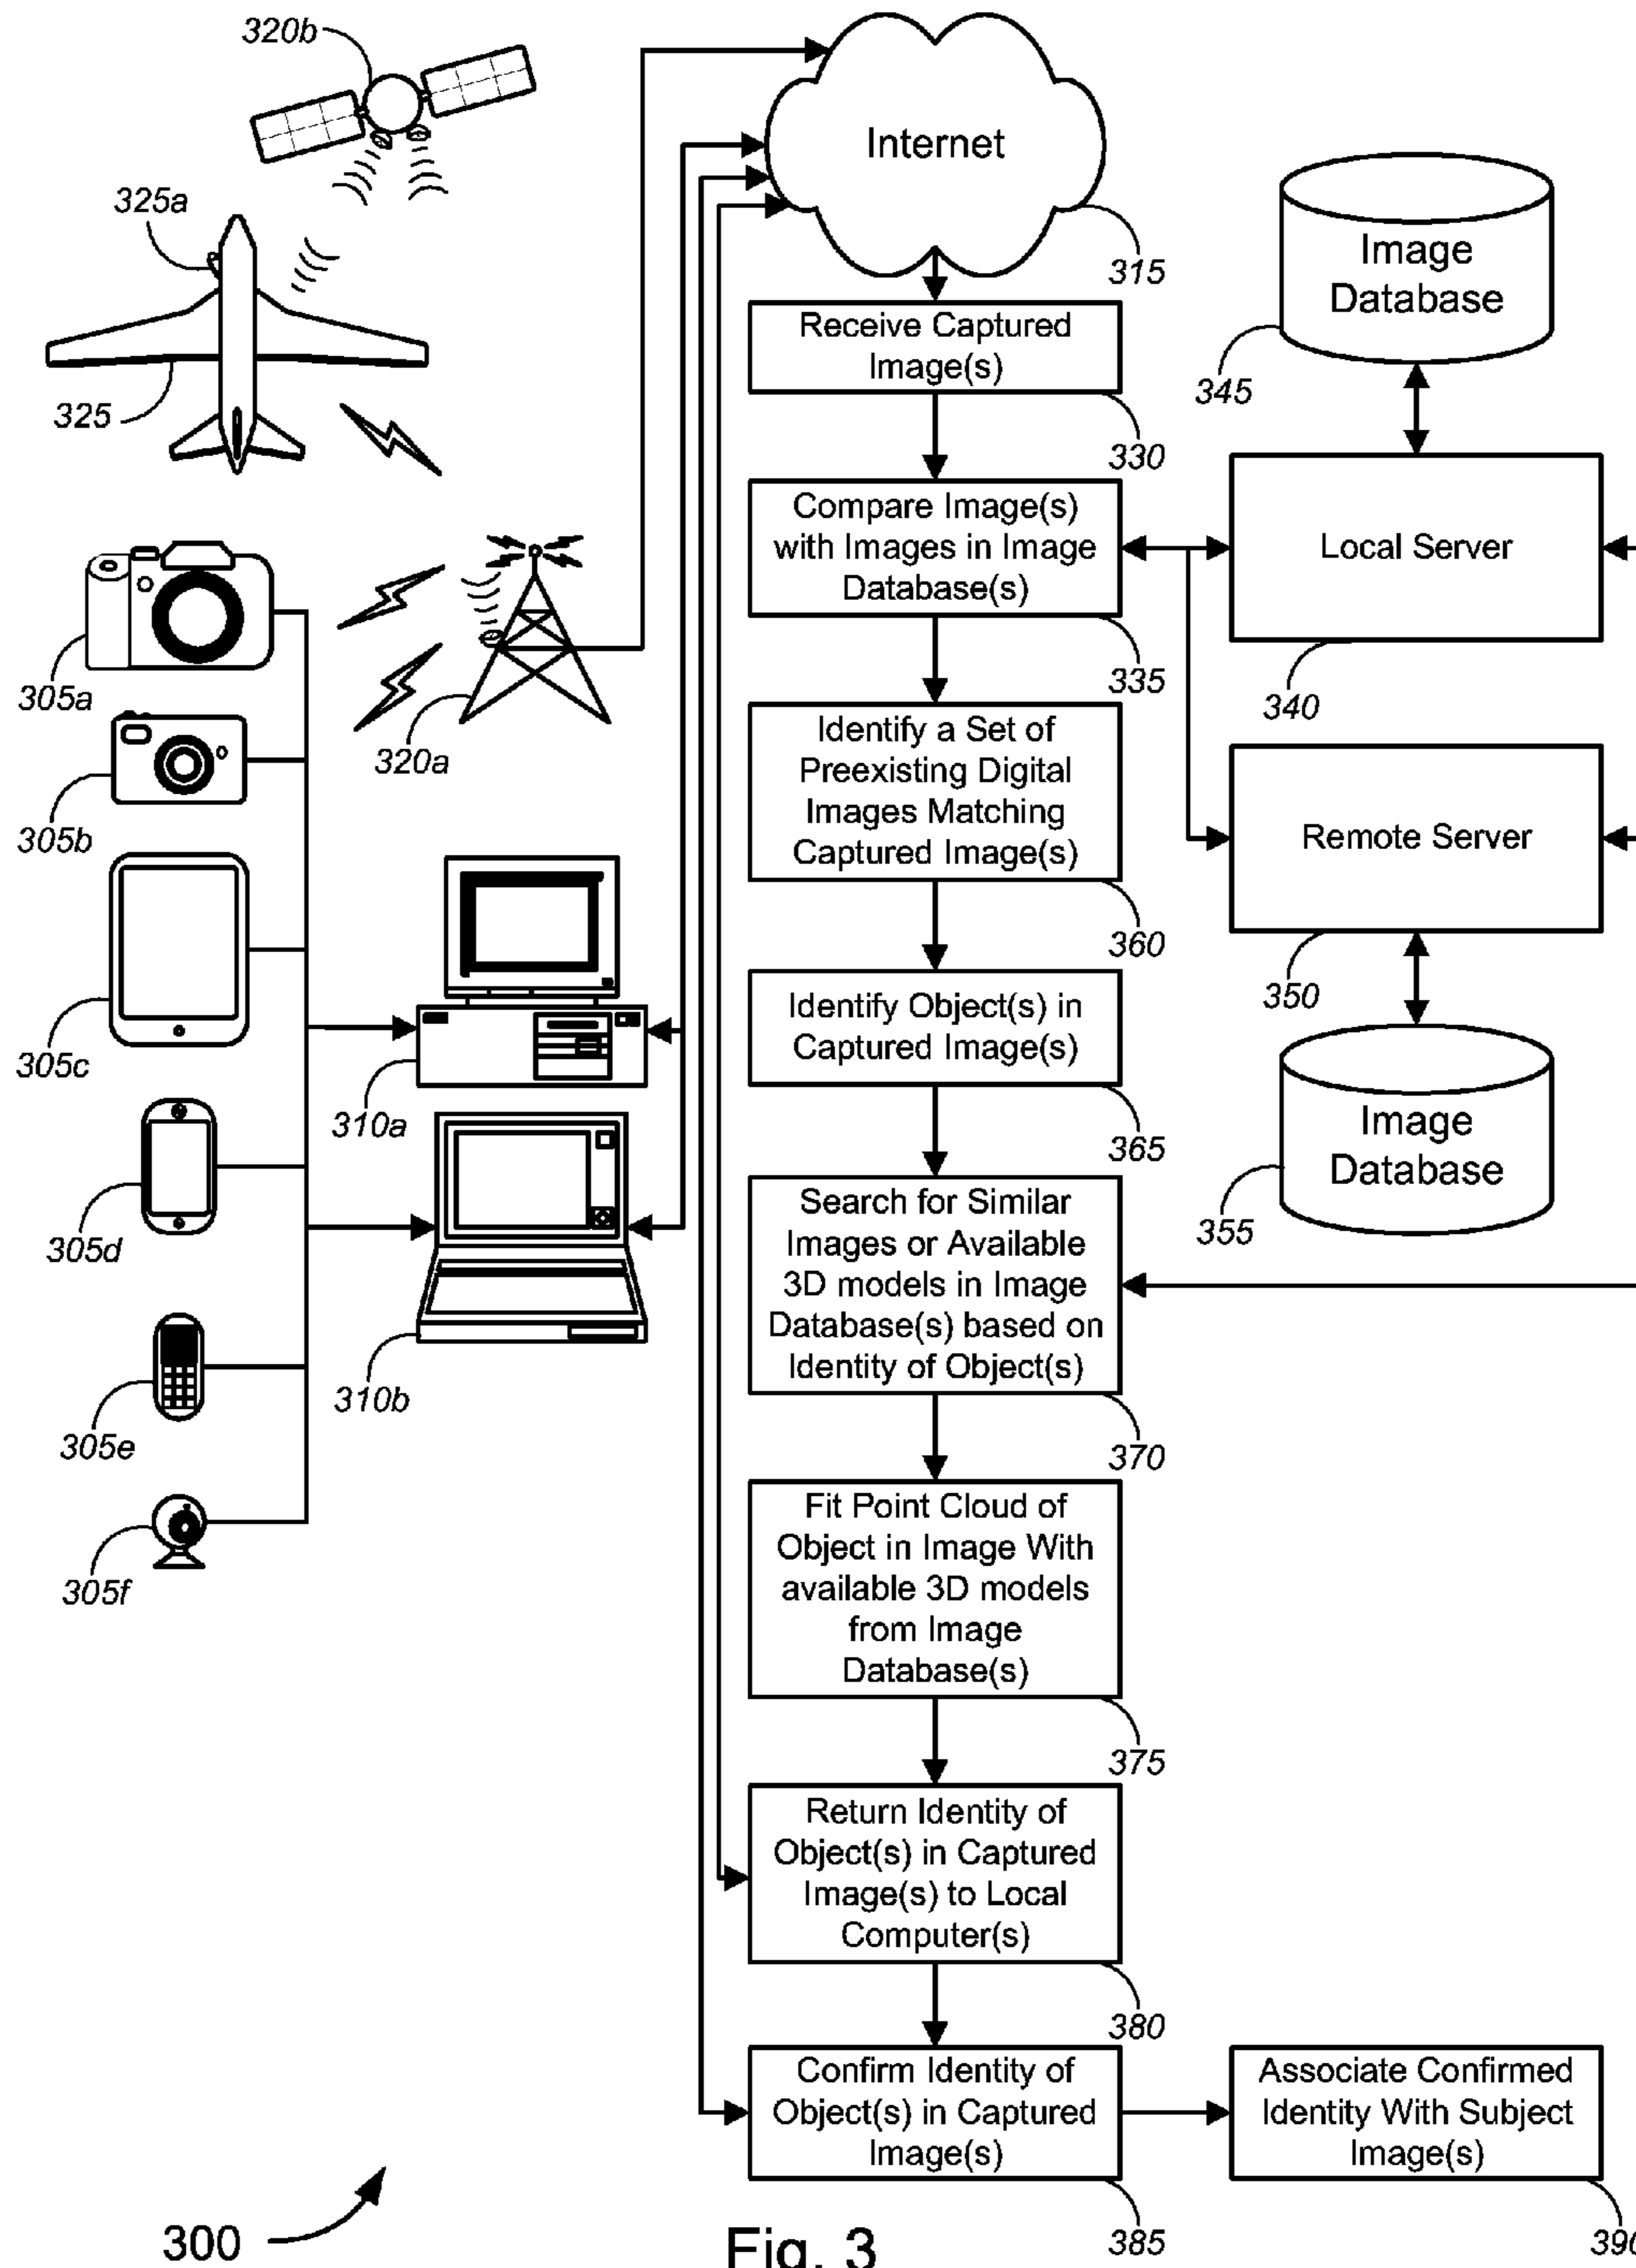 320b
325a
325
305a
320a
305b
305c
310a
305d
310b
305e
305f
300
Internet
315
Receive Captured
Image(s)
330
Compare Image(s)
with Images in Image
Database(s)
335
Identify a Set of
Preexisting Digital
Images Matching
Captured Image(s)
360
Identify Object(s) in
Captured Image(s)
365
Search for Similar
Images or Available
3D models in Image
Database(s) based on
Identity of Object(s)
370
Fit Point Cloud of
Object in Image With
available 3D models
from Image
Database(s)
375
Return Identity of
Object(s) in Captured
Image(s) to Local
Computer(s)
380
Confirm Identity of
Object(s) in Captured
Image(s)
385
Image
Database
345
Local Server
340
Remote Server
350
Image
Database
355
Associate Confirmed
Identity With Subject
Image(s)
390
Fig. 3